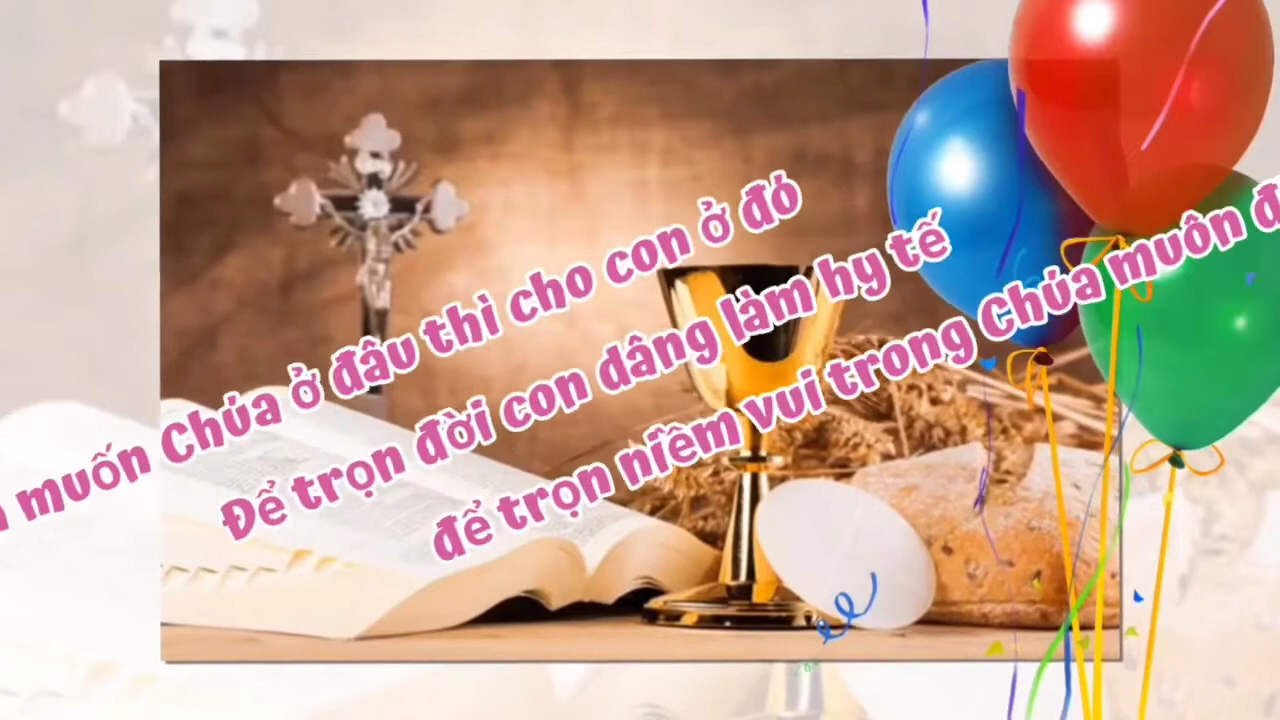 muốn Chúa ở đâu thì cho con ở đó
Để trọn đời con dâng làm hy tế
để trọn niềm vui trong Chúa muôn